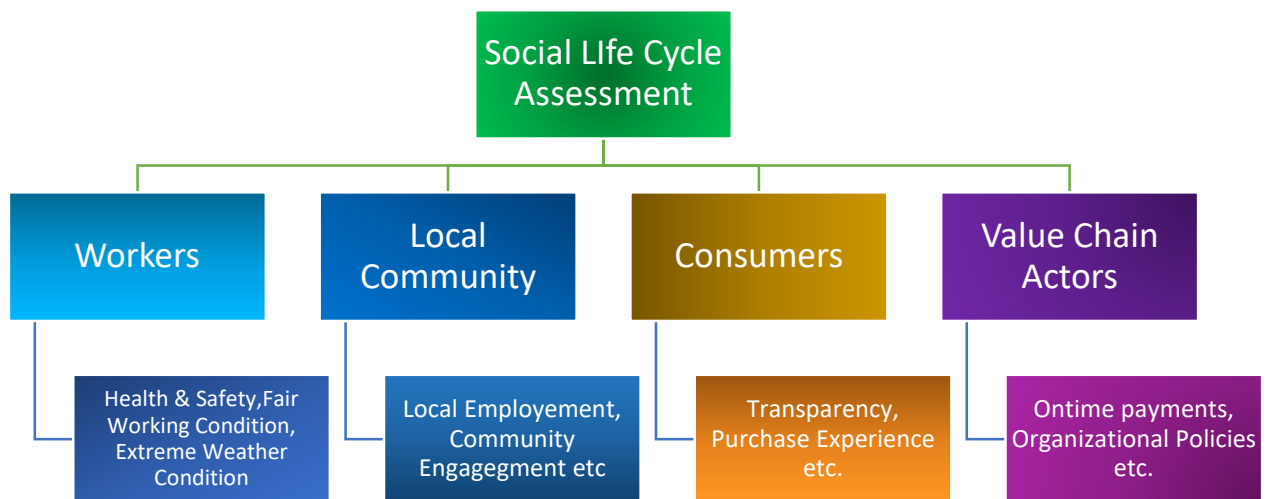 Social LIfe Cycle
Assessment
Workers
Local
Community
Consumers
Value Chain
Actors
Health & Safety,Fair
Working Condition,
Extreme Weather
Condition
Local Employement,
Community
Engagegment etc
Transparency,
Purchase Experience
etc.
Ontime payments,
Organizational Policies
etc.